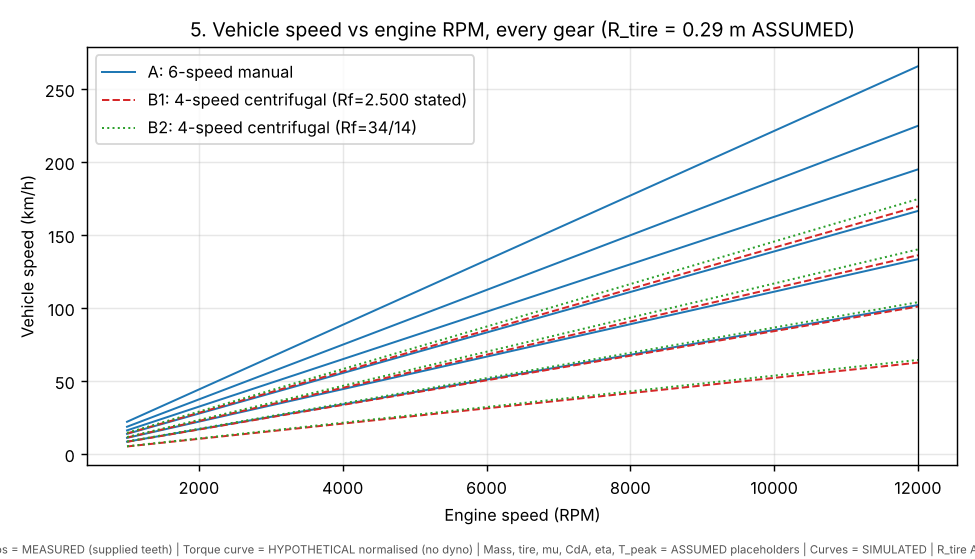 5. Vehicle speed vs engine RPM, every gear (R_tire = 0.29 m ASSUMED)
A: 6-speed manual
B1: 4-speed centrifugal (Rf=2.500 stated)
B2: 4-speed centrifugal (Rf=34/14)
Vehicle speed (km/h)
250
200
150
100
50
0
2000 4000 6000 8000 10000 12000
Engine speed (RPM)
= MEASURED (supplied teeth) | Torque curve = HYPOTHETICAL normalised (no dyno) | Mass, tire, mu, CdA, eta, T_peak = ASSUMED placeholders | Curves = SIMULATED | R_tire